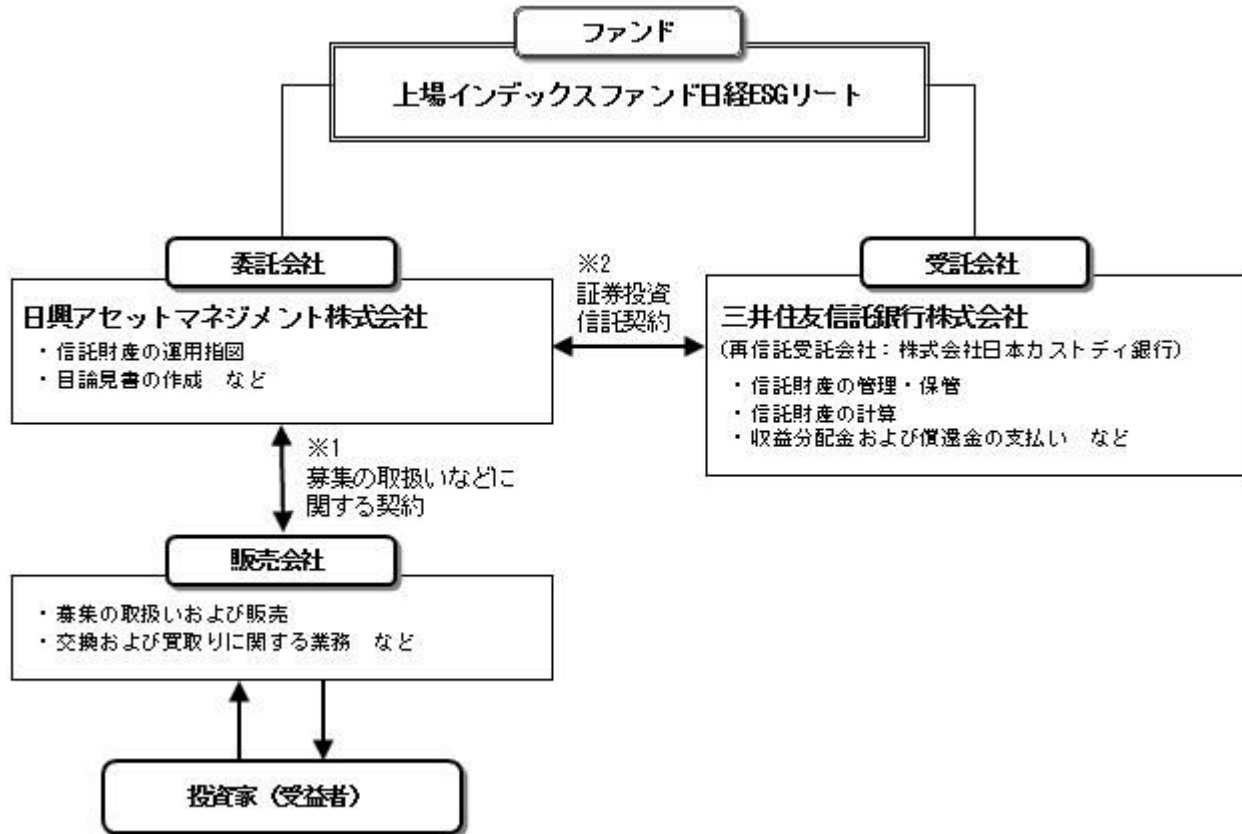 ファンド
上場インデックスファンド日経ESGリート
委託会社
日興アセットマネジメント株式会社
・信託財産の運用指図
・目論見書の作成　など
※2
証券投資
信託契約
受託会社
三井住友信託銀行株式会社
(再信託受託会社：株式会社日本カストディ銀行)
・信託財産の管理・保管
・信託財産の計算
・収益分配金および償還金の支払い　など
※1
募集の取扱いなどに
関する契約
販売会社
・募集の取扱いおよび販売
・交換および買取りに関する業務　など
投資家（受益者）